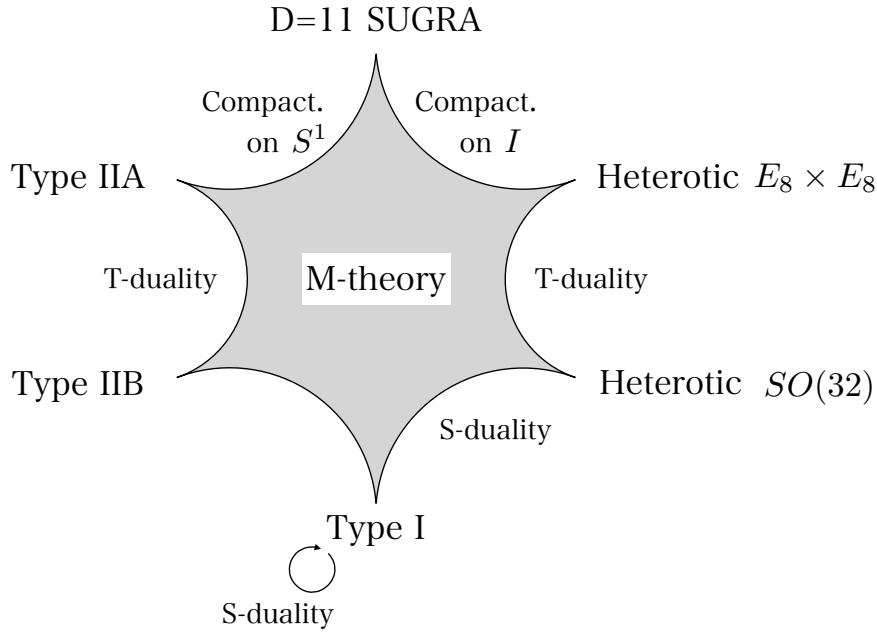 D=11 SUGRA
Compact.
on S¹
Compact.
on I
Type IIA
Heterotic E₈ × E₈
T-duality
M-theory
T-duality
Type IIB
Heterotic SO(32)
S-duality
Type I
S-duality